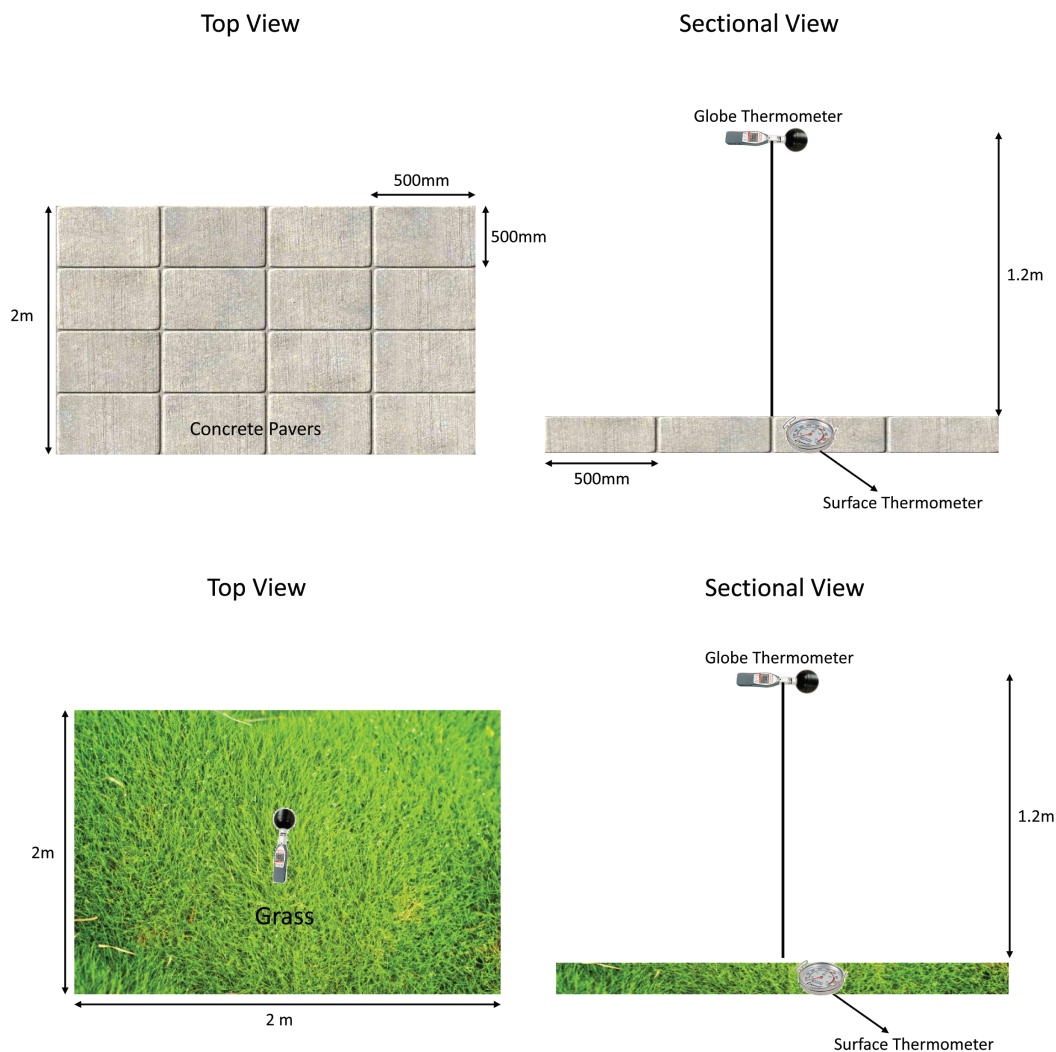 Top View
Sectional View
Globe Thermometer
500mm
500mm
2m
1.2m
Concrete Pavers
500mm
Surface Thermometer
Top View
Sectional View
Globe Thermometer
2m
1.2m
Grass
2 m
Surface Thermometer